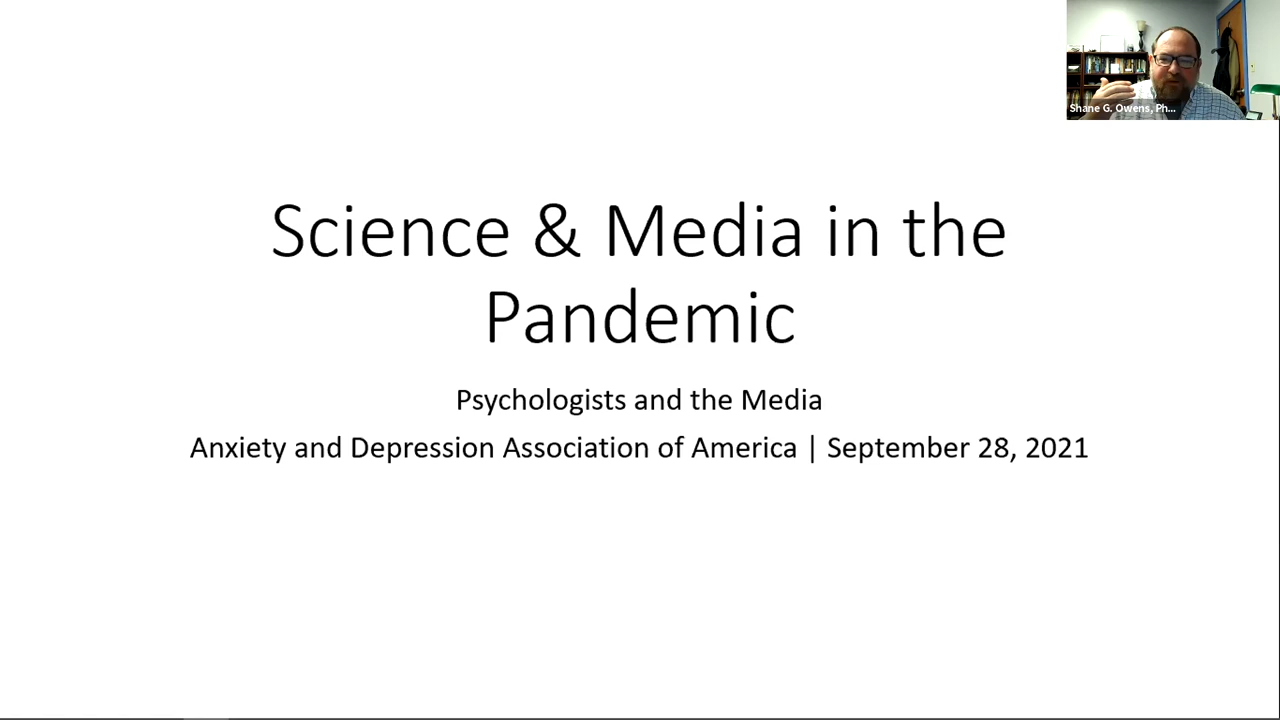 Shane G. Owens, Ph...
Science & Media in the
Pandemic
Psychologists and the Media
Anxiety and Depression Association of America | September 28, 2021